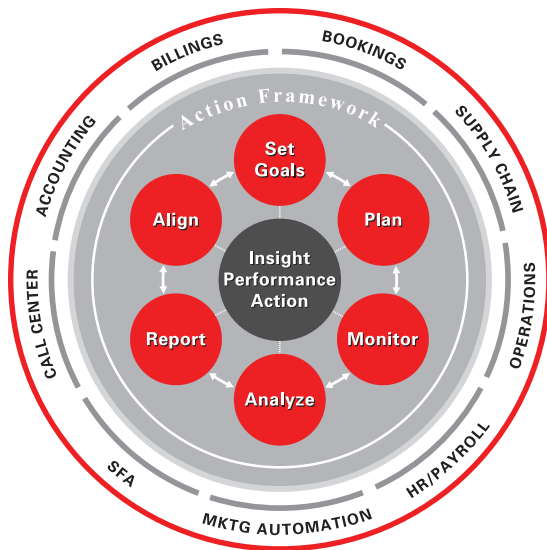 BILLINGS
BOOKINGS
SUPPLY CHAIN
OPERATIONS
HR/PAYROLL
MKTG AUTOMATION
SFA
CALL CENTER
ACCOUNTING
Action Framework
Set
Goals
Plan
Monitor
Analyze
Report
Align
Insight
Performance
Action